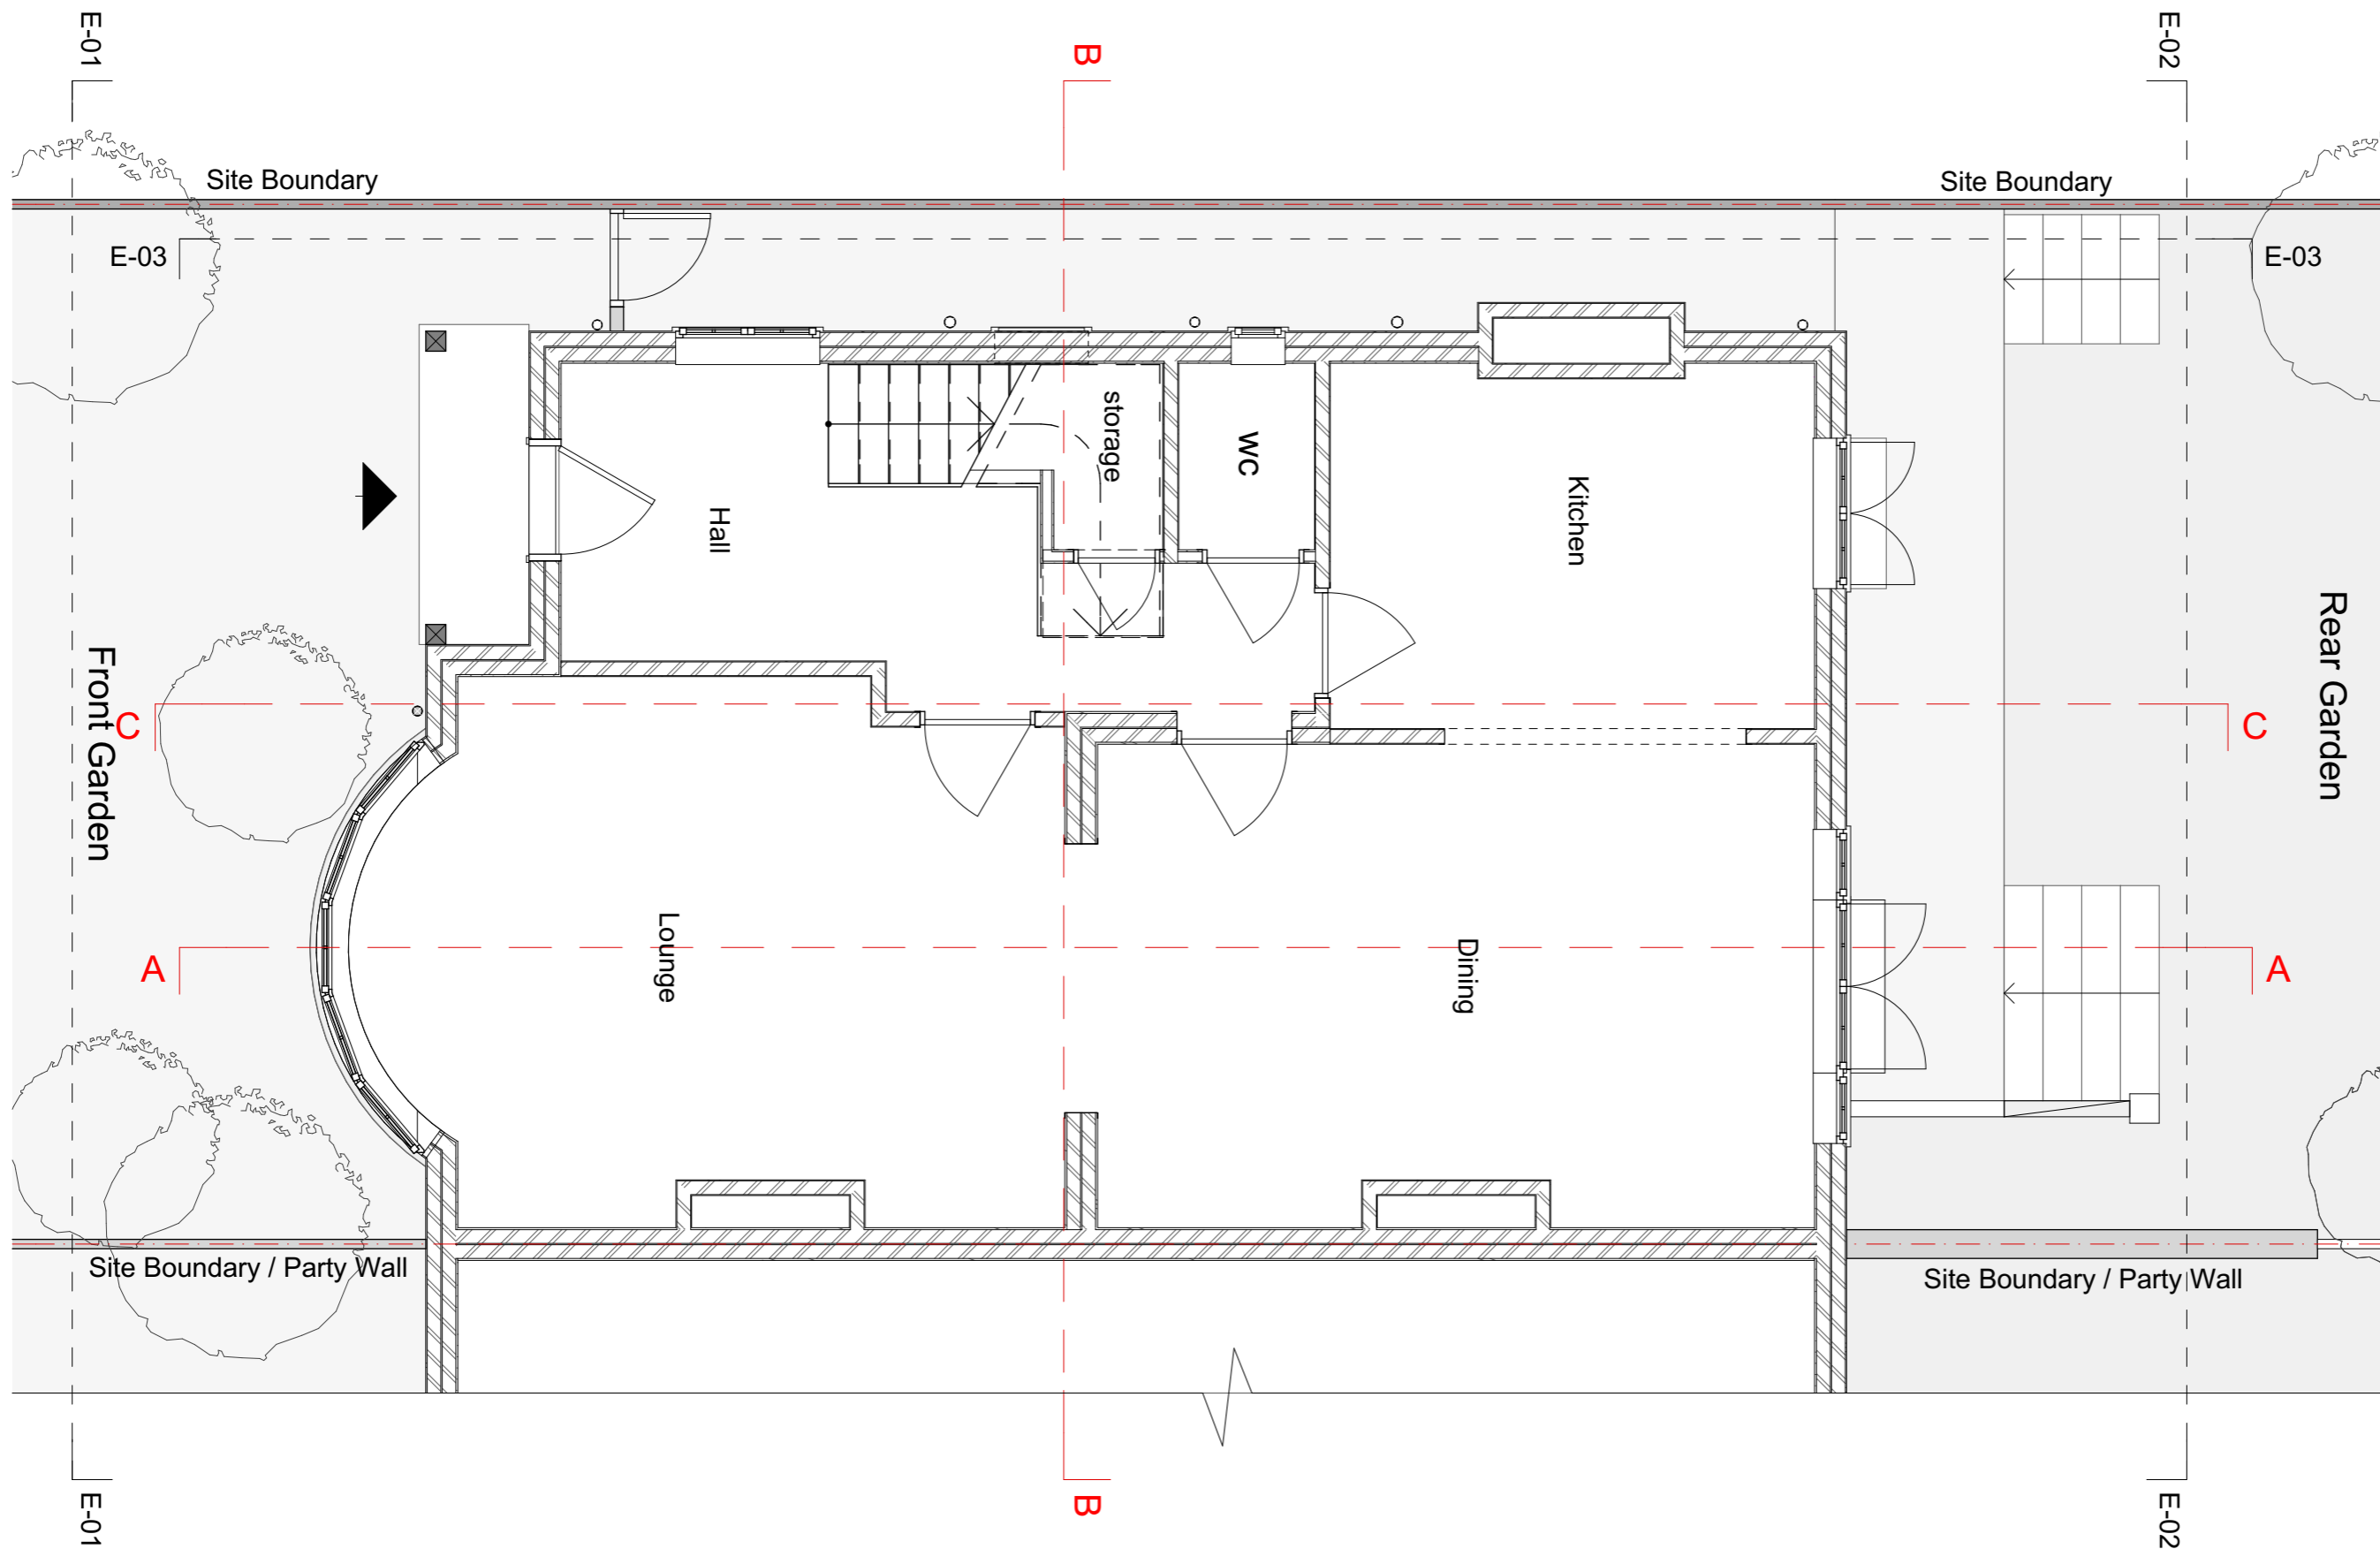 E-01
B
E-02
Site Boundary
Site Boundary
E-03
E-03
storage
WC
Hall
Kitchen
Front Garden
Rear Garden
C
C
Lounge
Dining
A
A
Site Boundary / Party Wall
Site Boundary / Party Wall
E-01
B
E-02